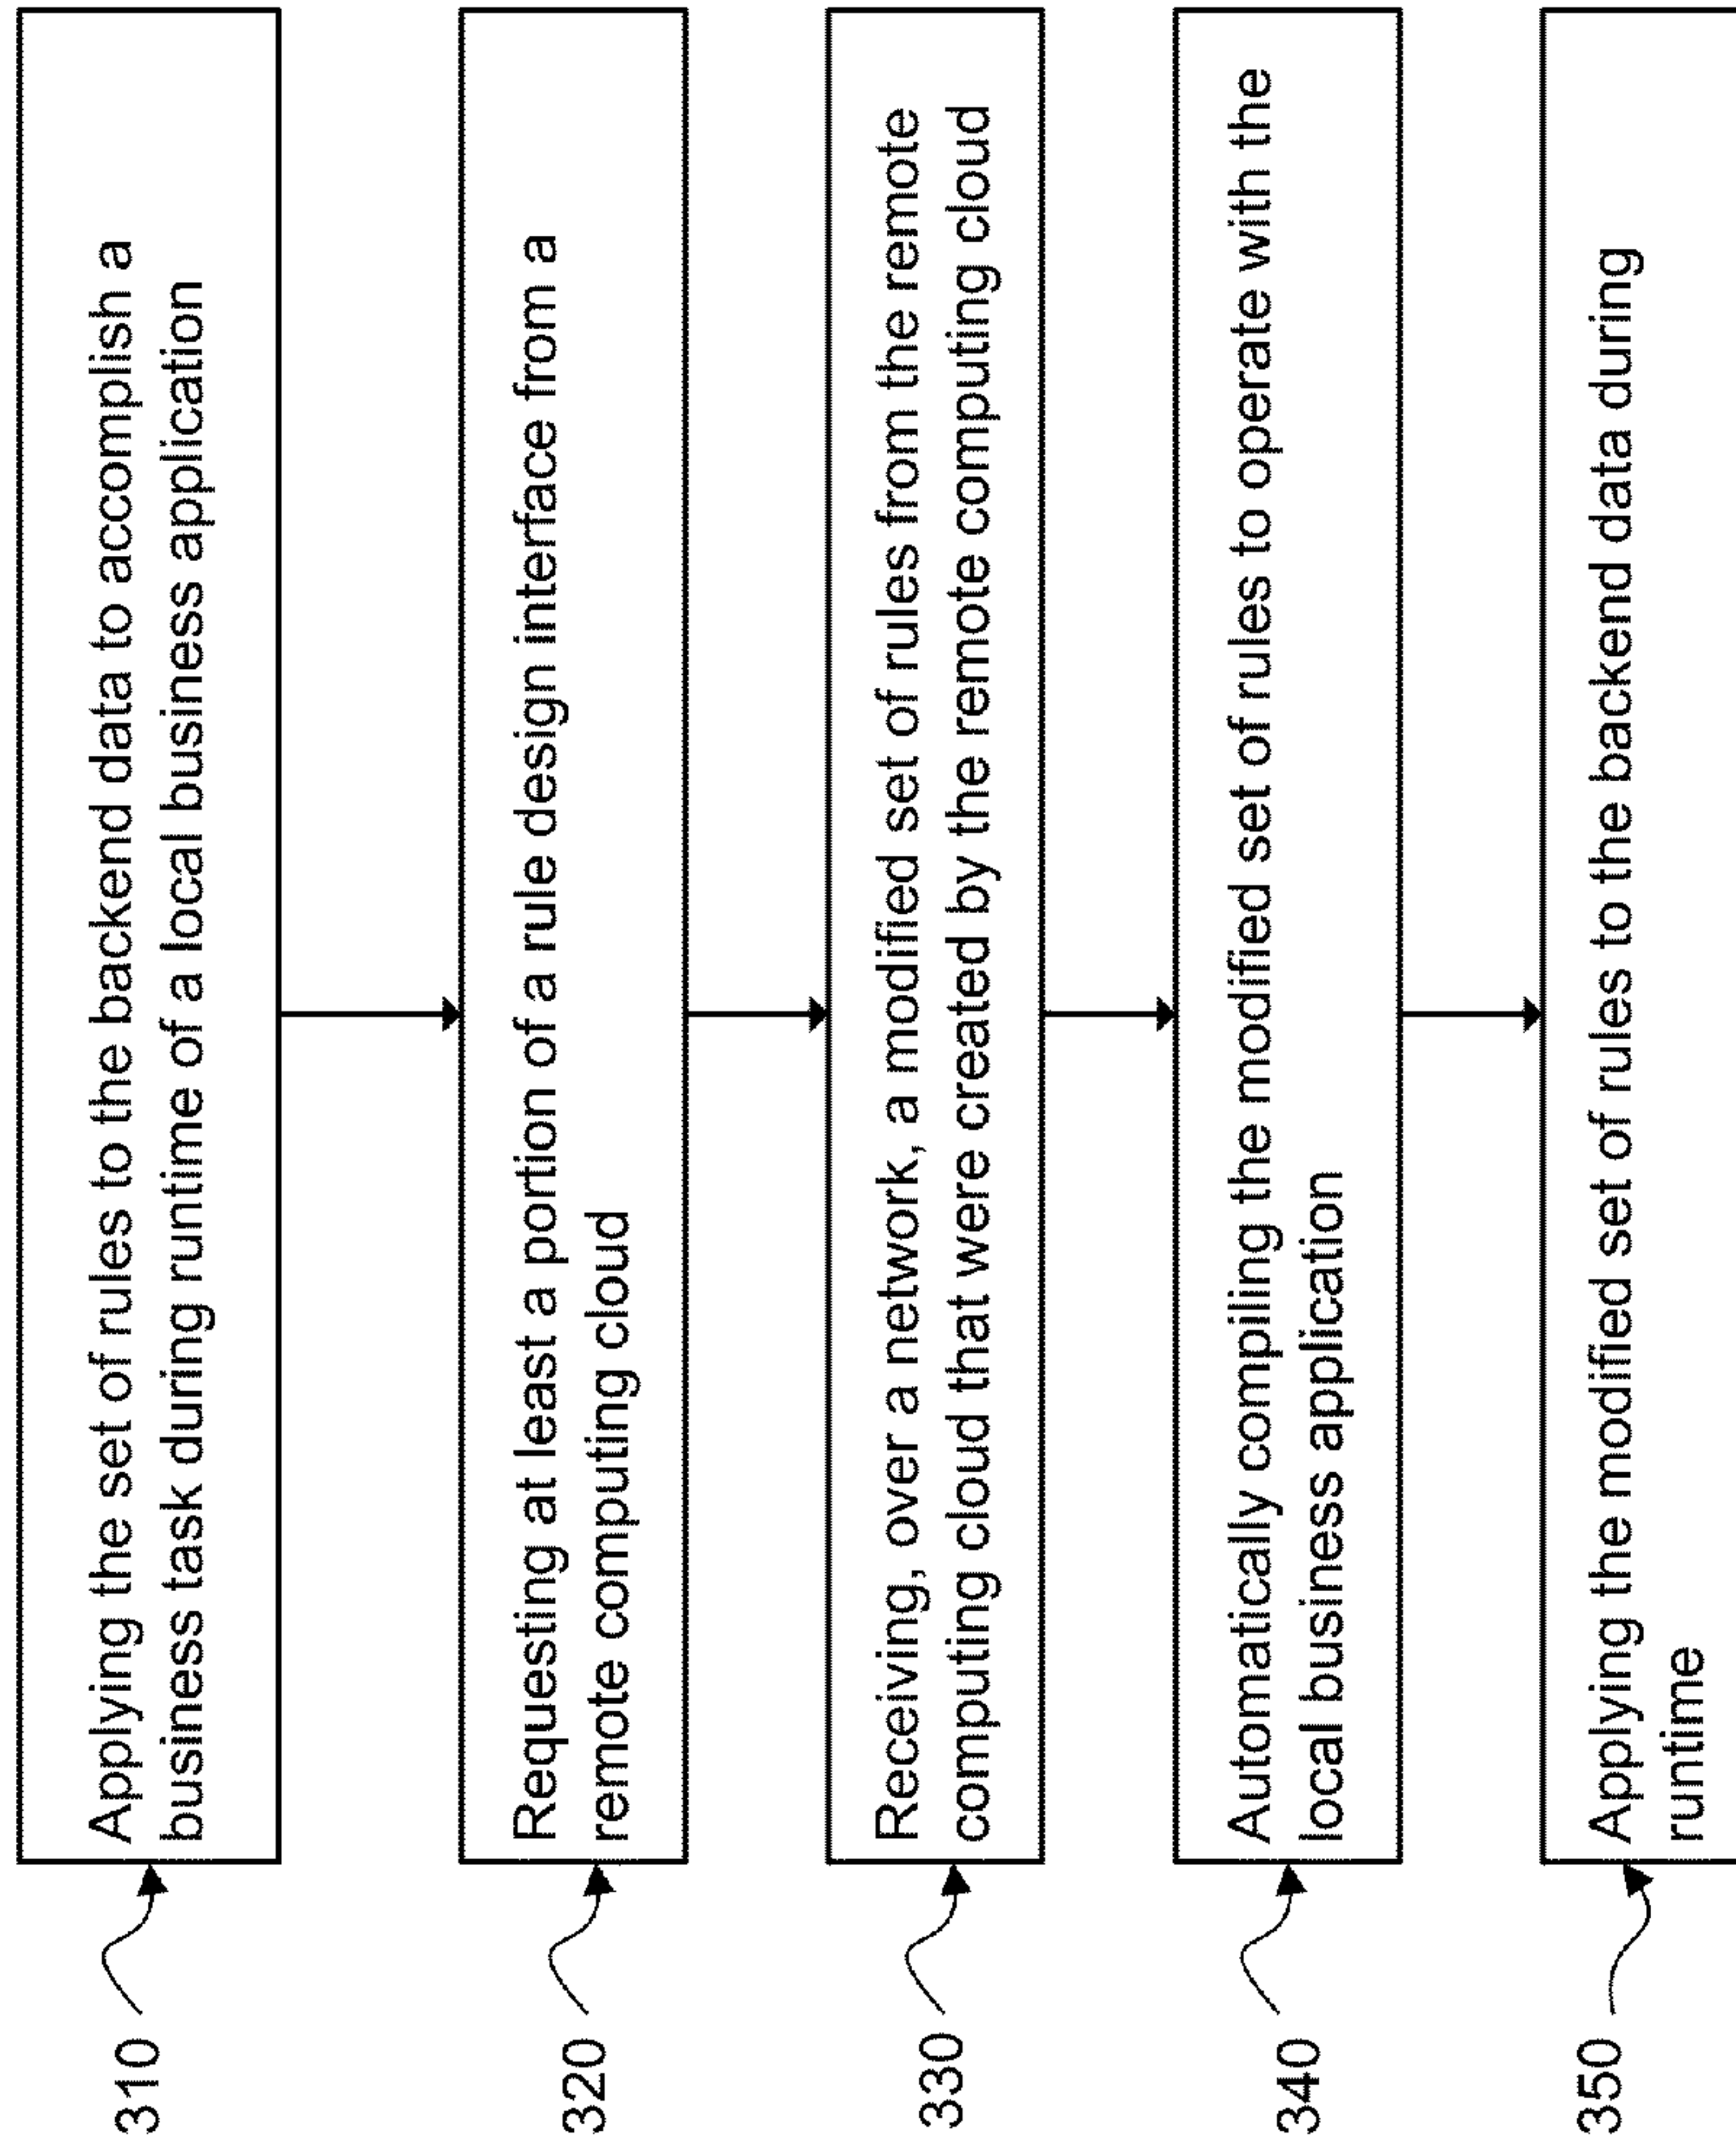 310
Applying the set of rules to the backend data to accomplish a
business task during runtime of a local business application
320
Requesting at least a portion of a rule design interface from a
remote computing cloud
330
Receiving, over a network, a modified set of rules from the remote
computing cloud that were created by the remote computing cloud
340
Automatically compiling the modified set of rules to operate with the
local business application
350
Applying the modified set of rules to the backend data during
runtime